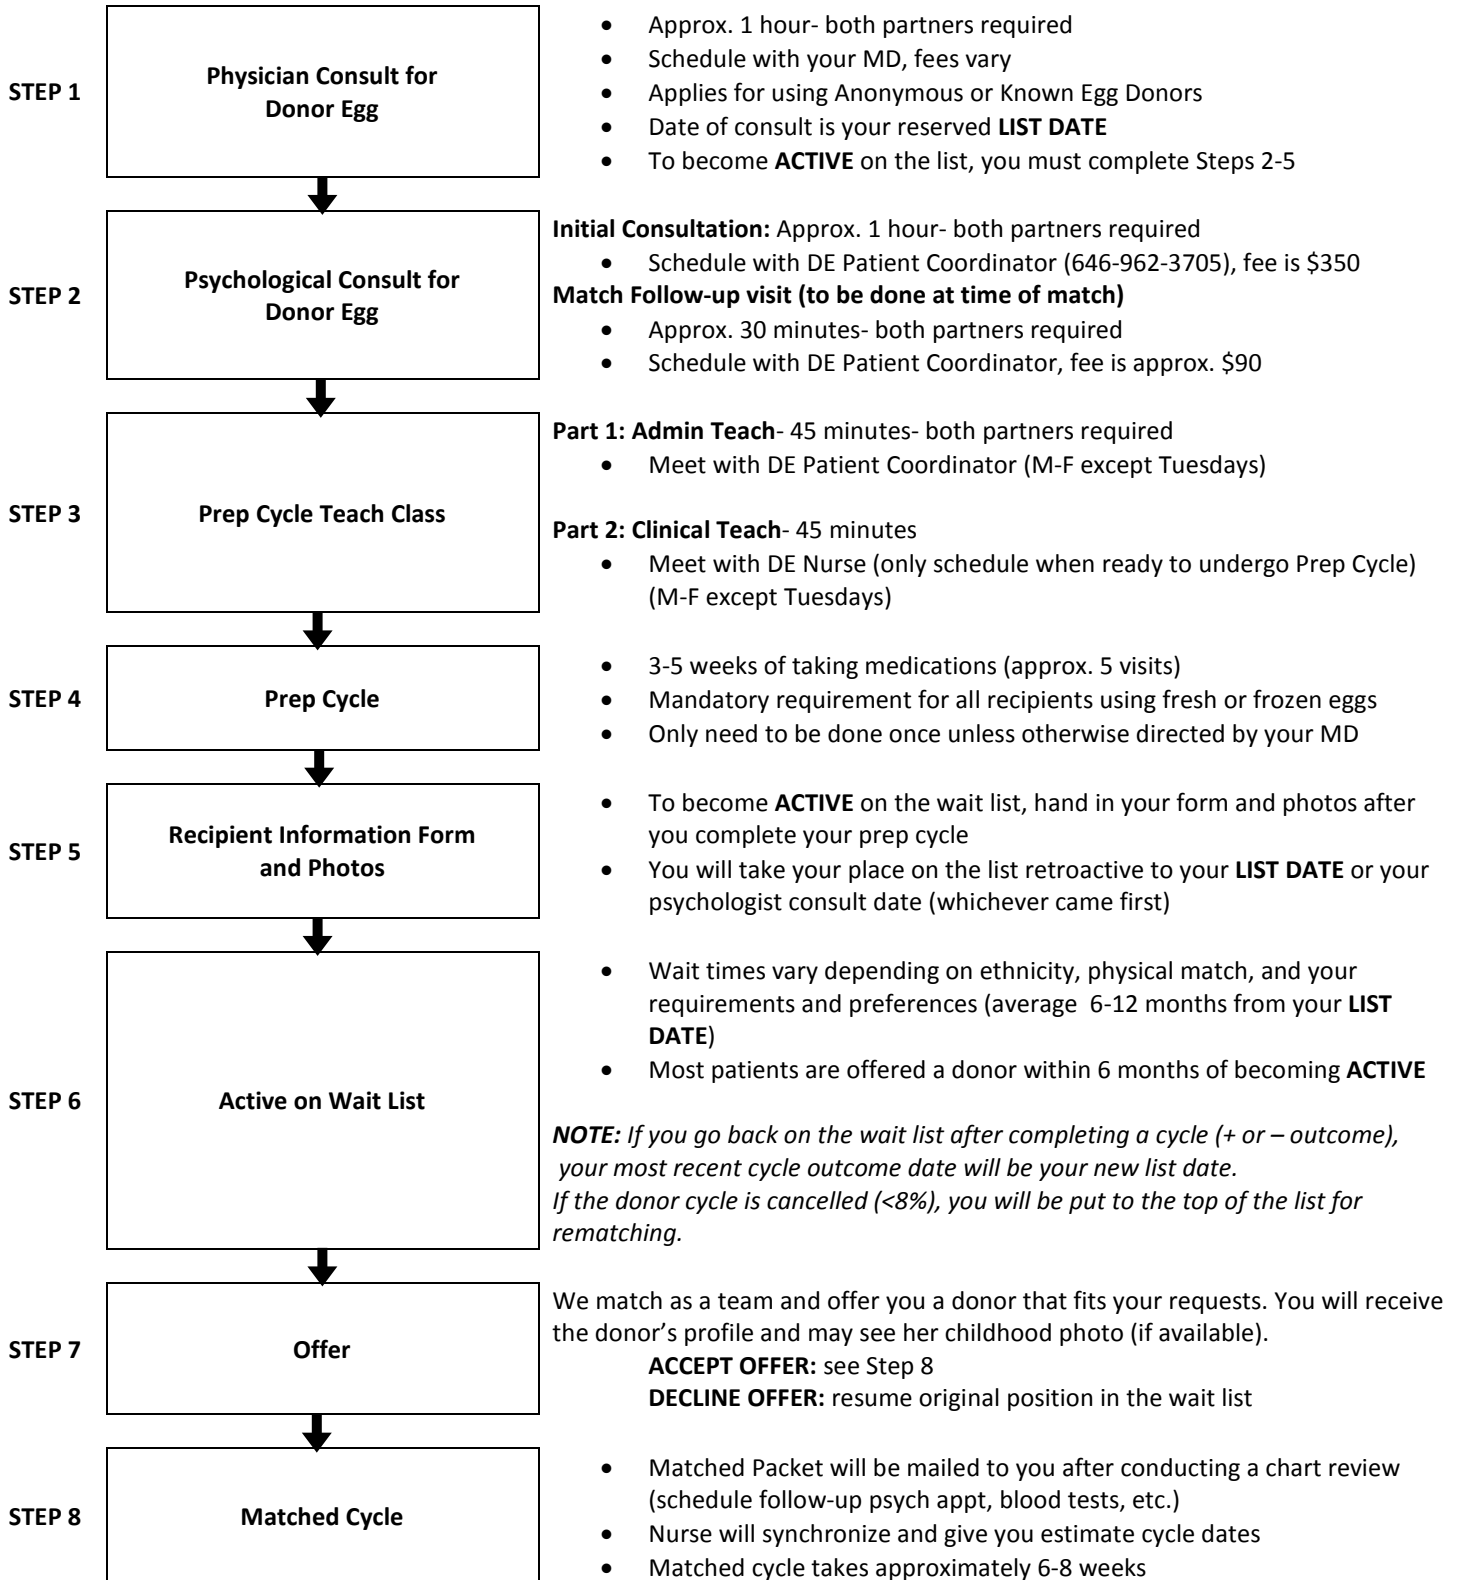 STEP 1
Physician Consult for
Donor Egg
• Approx. 1 hour- both partners required
• Schedule with your MD, fees vary
• Applies for using Anonymous or Known Egg Donors
• Date of consult is your reserved LIST DATE
• To become ACTIVE on the list, you must complete Steps 2-5
STEP 2
Psychological Consult for
Donor Egg
Initial Consultation: Approx. 1 hour- both partners required
• Schedule with DE Patient Coordinator (646-962-3705), fee is $350
Match Follow-up visit (to be done at time of match)
• Approx. 30 minutes- both partners required
• Schedule with DE Patient Coordinator, fee is approx. $90
STEP 3
Prep Cycle Teach Class
Part 1: Admin Teach- 45 minutes- both partners required
• Meet with DE Patient Coordinator (M-F except Tuesdays)
Part 2: Clinical Teach- 45 minutes
• Meet with DE Nurse (only schedule when ready to undergo Prep Cycle)
(M-F except Tuesdays)
STEP 4
Prep Cycle
• 3-5 weeks of taking medications (approx. 5 visits)
• Mandatory requirement for all recipients using fresh or frozen eggs
• Only need to be done once unless otherwise directed by your MD
STEP 5
Recipient Information Form
and Photos
• To become ACTIVE on the wait list, hand in your form and photos after
you complete your prep cycle
• You will take your place on the list retroactive to your LIST DATE or your
psychologist consult date (whichever came first)
STEP 6
Active on Wait List
• Wait times vary depending on ethnicity, physical match, and your
requirements and preferences (average 6-12 months from your LIST
DATE)
• Most patients are offered a donor within 6 months of becoming ACTIVE
NOTE: If you go back on the wait list after completing a cycle (+ or – outcome),
your most recent cycle outcome date will be your new list date.
If the donor cycle is cancelled (<8%), you will be put to the top of the list for
rematching.
STEP 7
Offer
We match as a team and offer you a donor that fits your requests. You will receive
the donor’s profile and may see her childhood photo (if available).
ACCEPT OFFER: see Step 8
DECLINE OFFER: resume original position in the wait list
STEP 8
Matched Cycle
• Matched Packet will be mailed to you after conducting a chart review
(schedule follow-up psych appt, blood tests, etc.)
• Nurse will synchronize and give you estimate cycle dates
• Matched cycle takes approximately 6-8 weeks